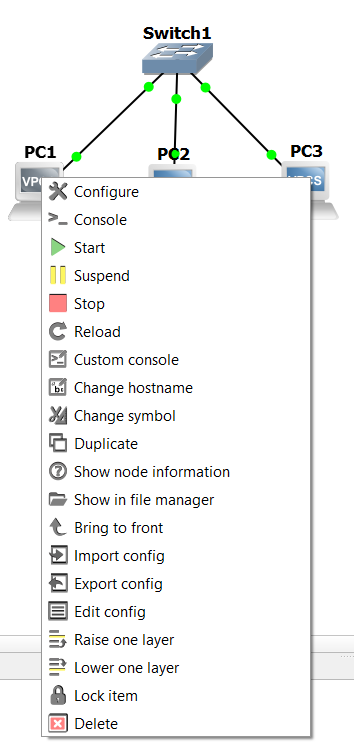 Switch1
PC1
PC2
PC3
Configure
Console
Start
Suspend
Stop
Reload
Custom console
Change hostname
Change symbol
Duplicate
Show node information
Show in file manager
Bring to front
Import config
Export config
Edit config
Raise one layer
Lower one layer
Lock item
Delete